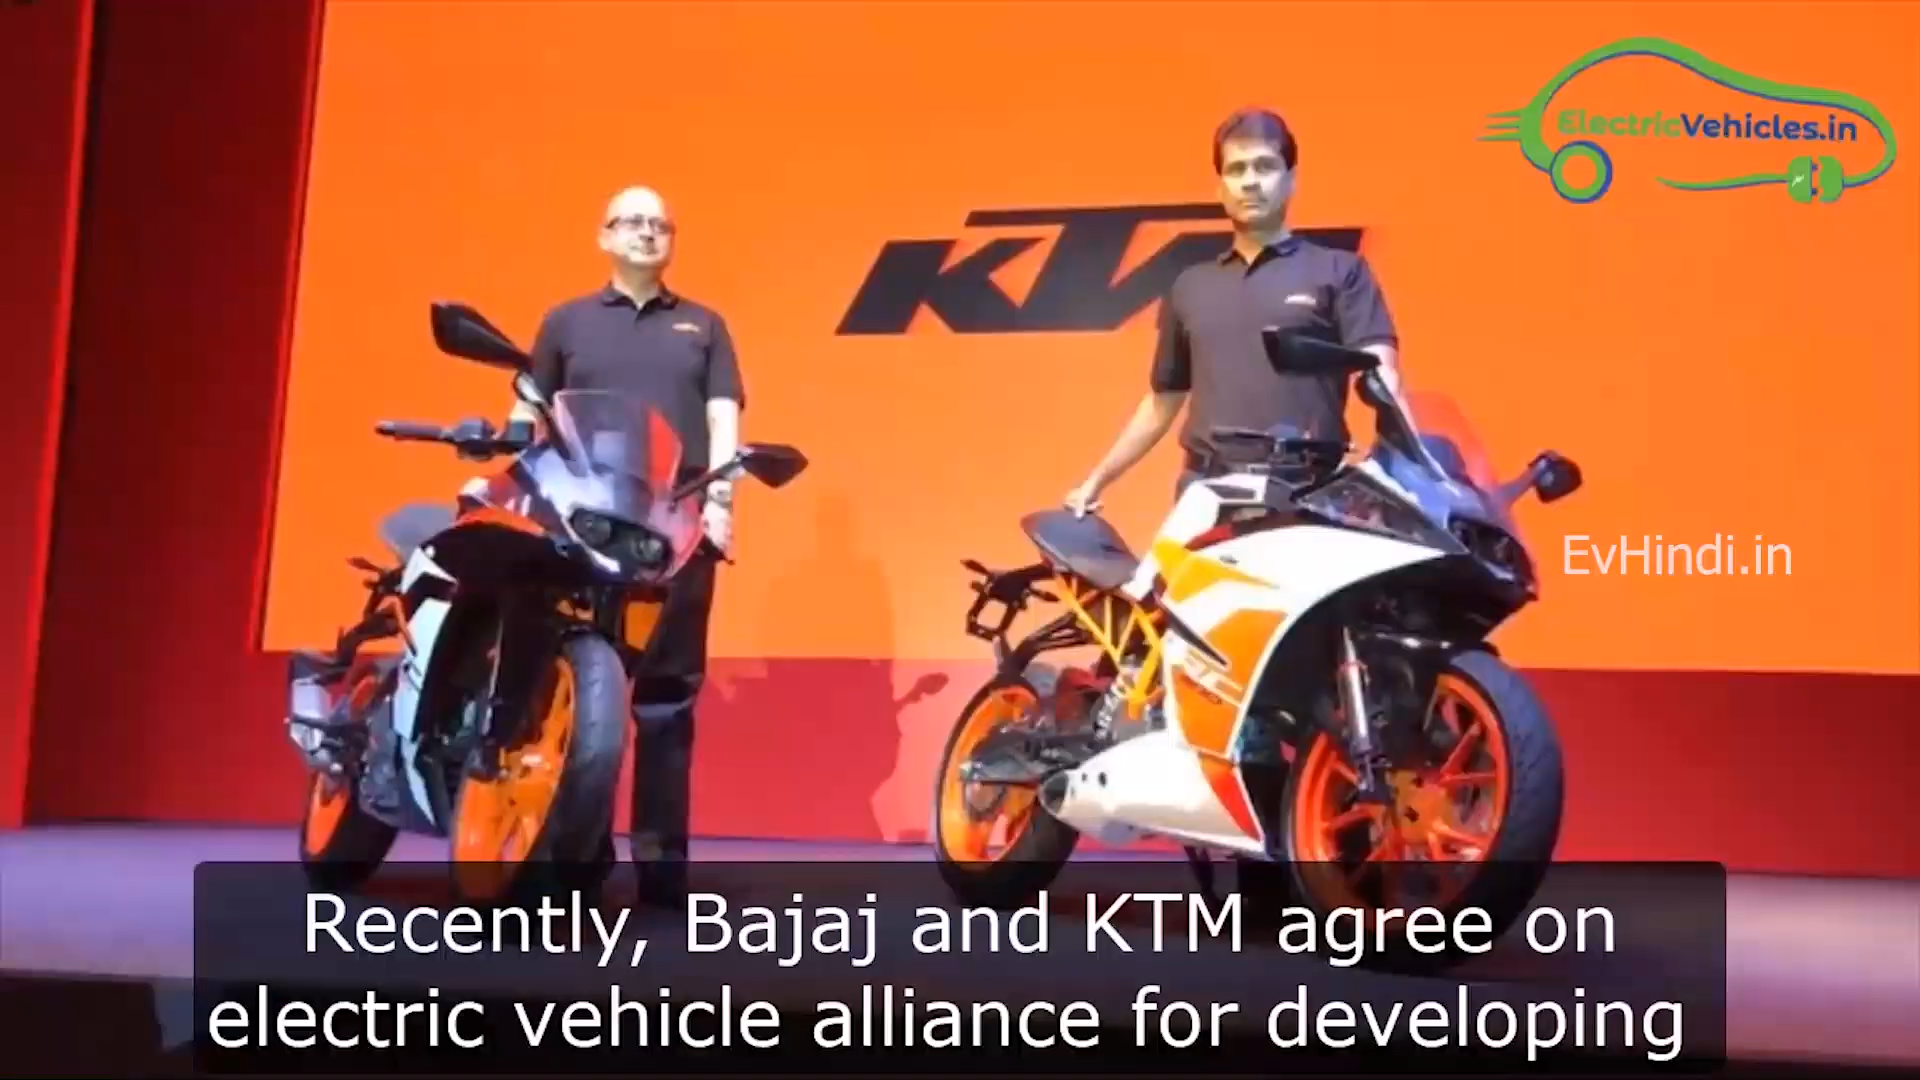 ElectricVehicles.in
KTM
EvHindi.in
Recently, Bajaj and KTM agree on
electric vehicle alliance for developing